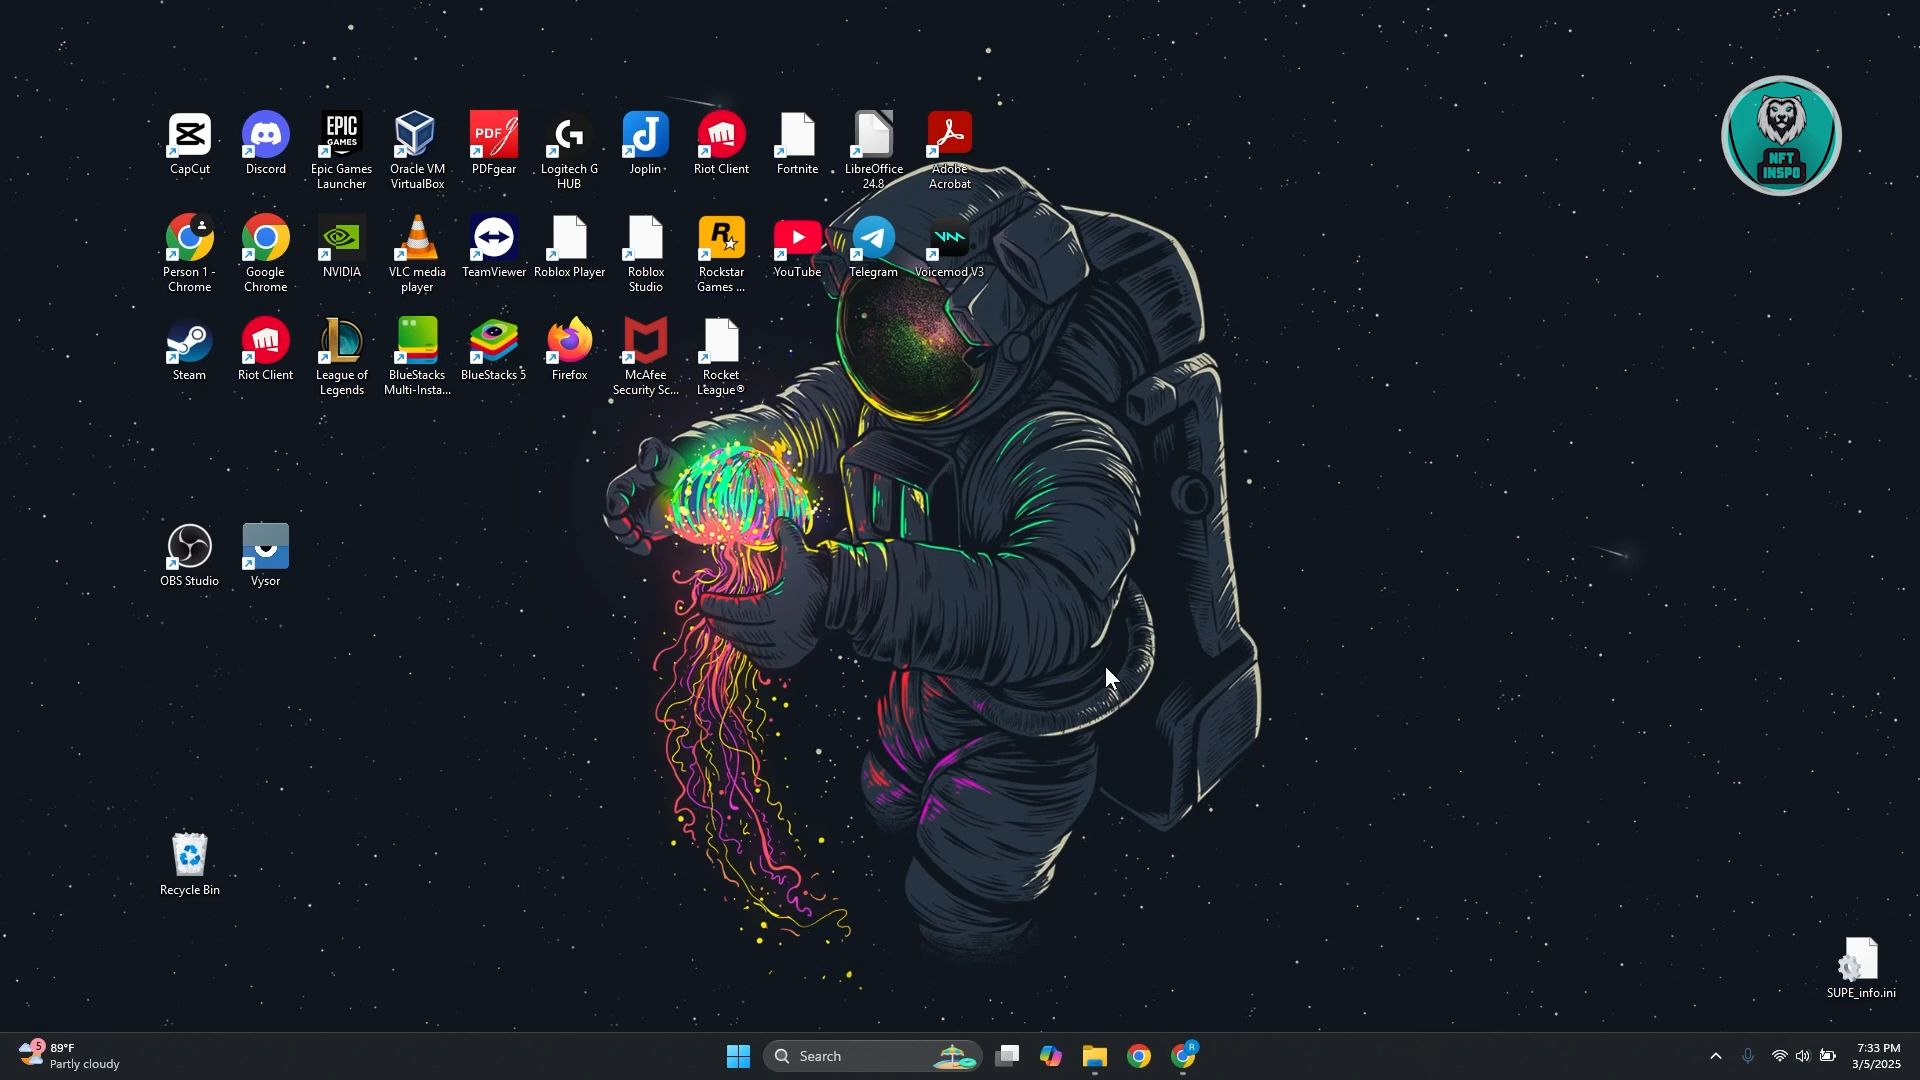 NFT
INSPO
CapCut
Discord
EPIC
GAMES
Epic Games
Launcher
Oracle VM
VirtualBox
PDF
PDFgear
Logitech G
HUB
Joplin
Riot Client
Fortnite
LibreOffice
24.8
Adobe
Acrobat
Person 1 -
Chrome
Google
Chrome
NVIDIA
VLC media
player
TeamViewer
Roblox Player
Roblox
Studio
Rockstar
Games ...
YouTube
Telegram
Voicemod V3
Steam
Riot Client
League of
Legends
BlueStacks
Multi-Insta...
BlueStacks 5
Firefox
McAfee
Security Sc...
Rocket
League®
OBS Studio
Vysor
Recycle Bin
SUPE_info.ini
5
89°F
Partly cloudy
Search
R
7:33 PM
3/5/2025